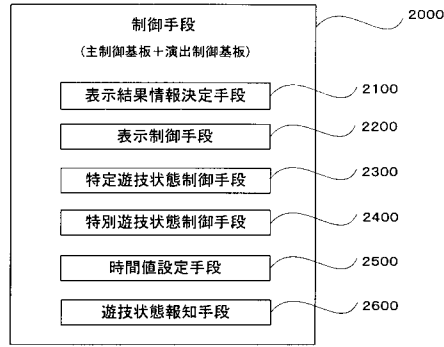 制御手段 2000
(主制御基板＋演出制御基板)
表示結果情報決定手段 2100
表示制御手段 2200
特定遊技状態制御手段 2300
特別遊技状態制御手段 2400
時間値設定手段 2500
遊技状態報知手段 2600